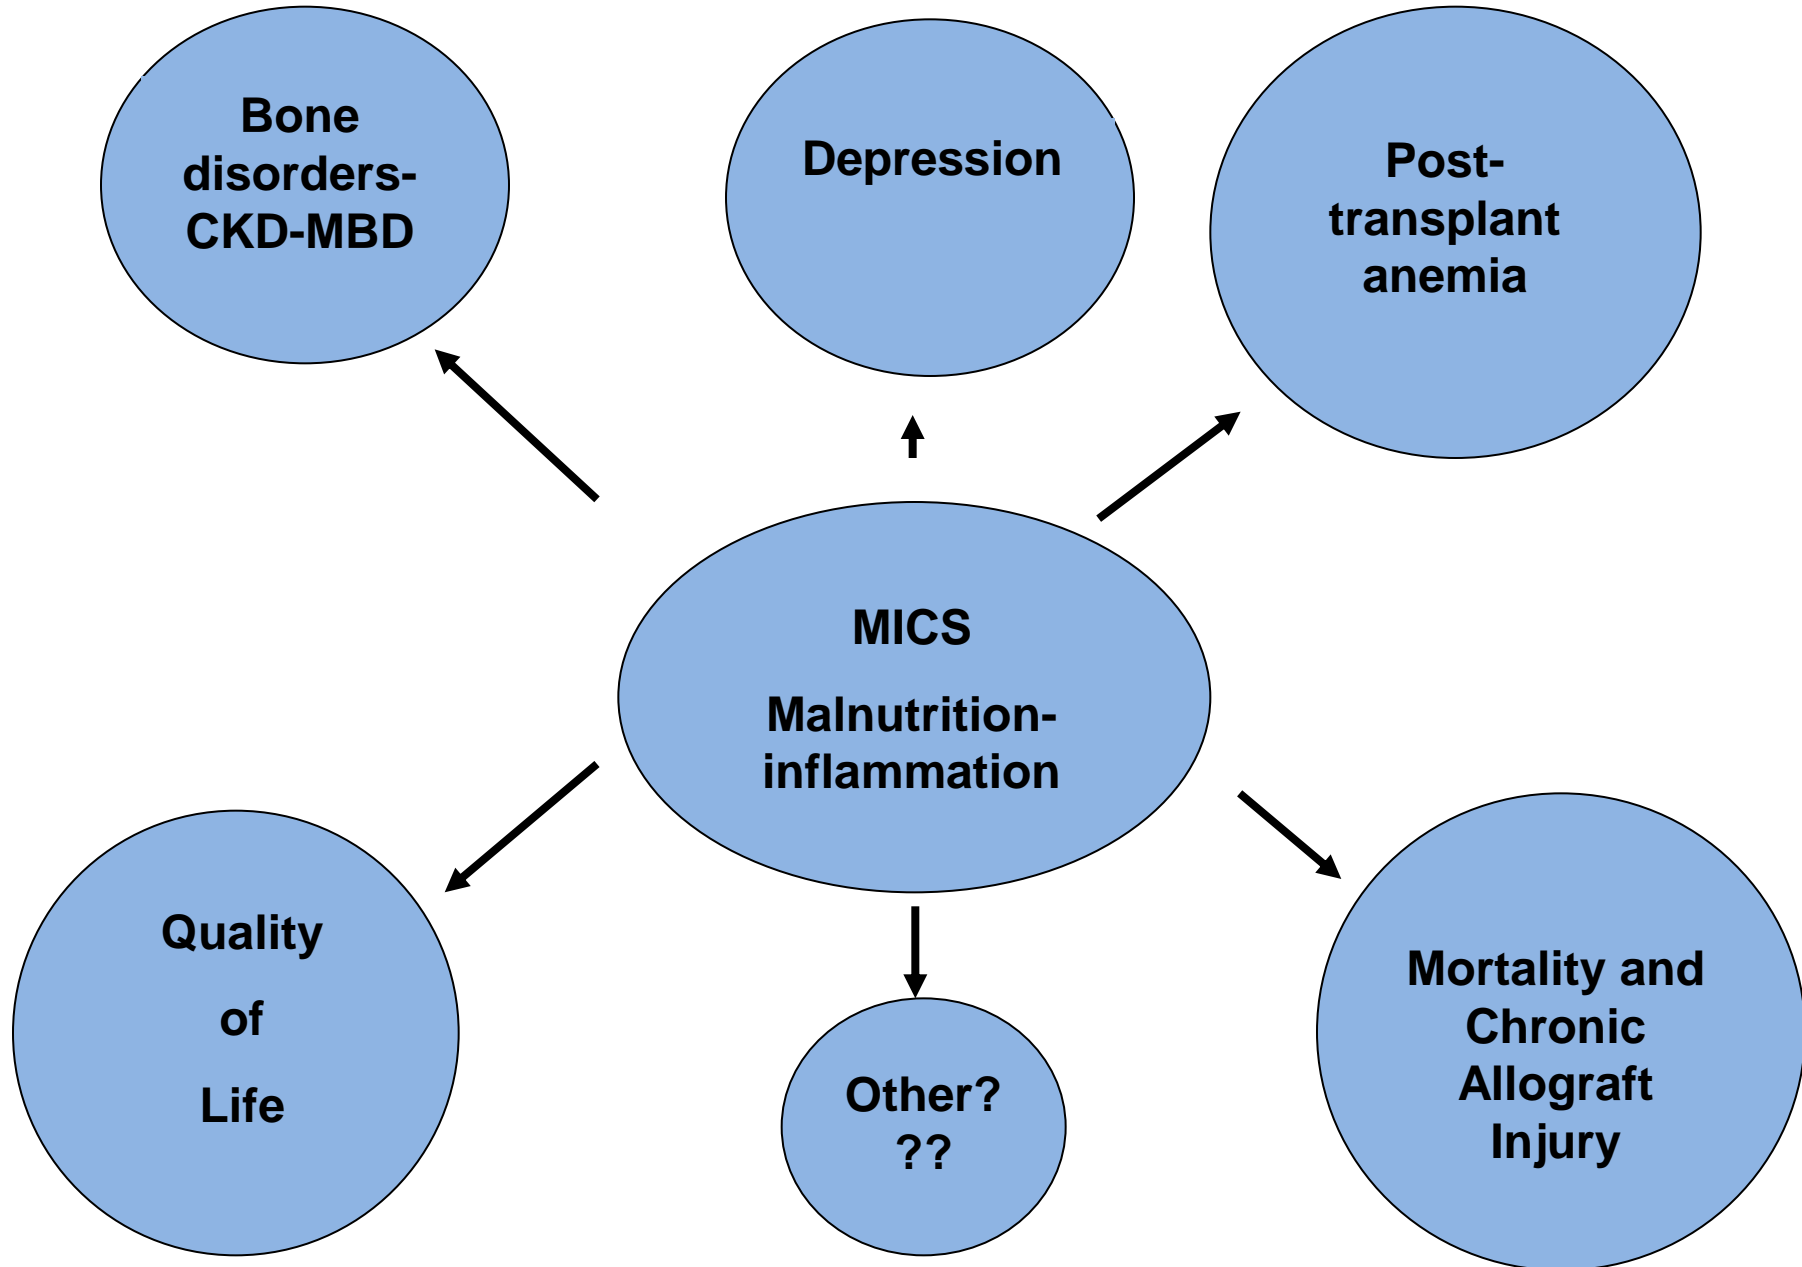 Bone
disorders-
CKD-MBD
Depression
Post-
transplant
anemia
MICS
Malnutrition-
inflammation
Quality
of
Life
Other?
??
Mortality and
Chronic
Allograft
Injury